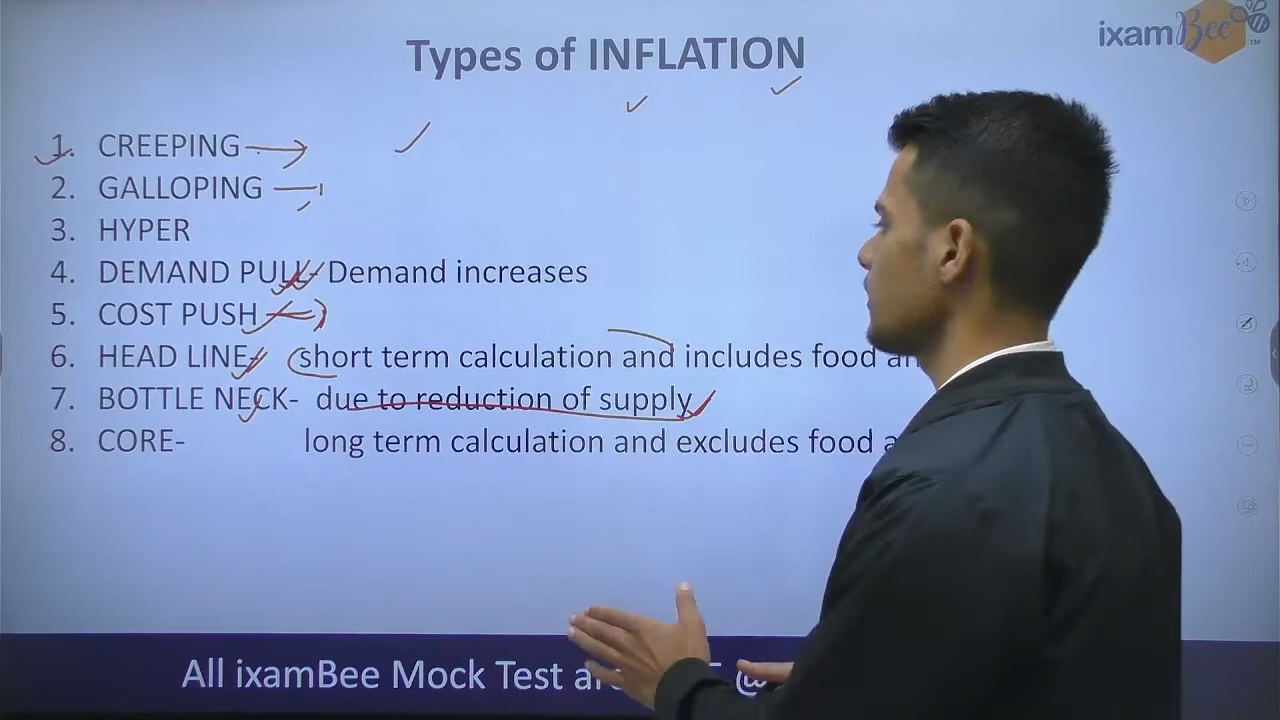 ixamBee™
Types of INFLATION
1. CREEPING
2. GALLOPING
3. HYPER
4. DEMAND PULL- Demand increases
5. COST PUSH
6. HEAD LINE- short term calculation and includes food
7. BOTTLE NECK- due to reduction of supply
8. CORE- long term calculation and excludes food
All ixamBee Mock Test @